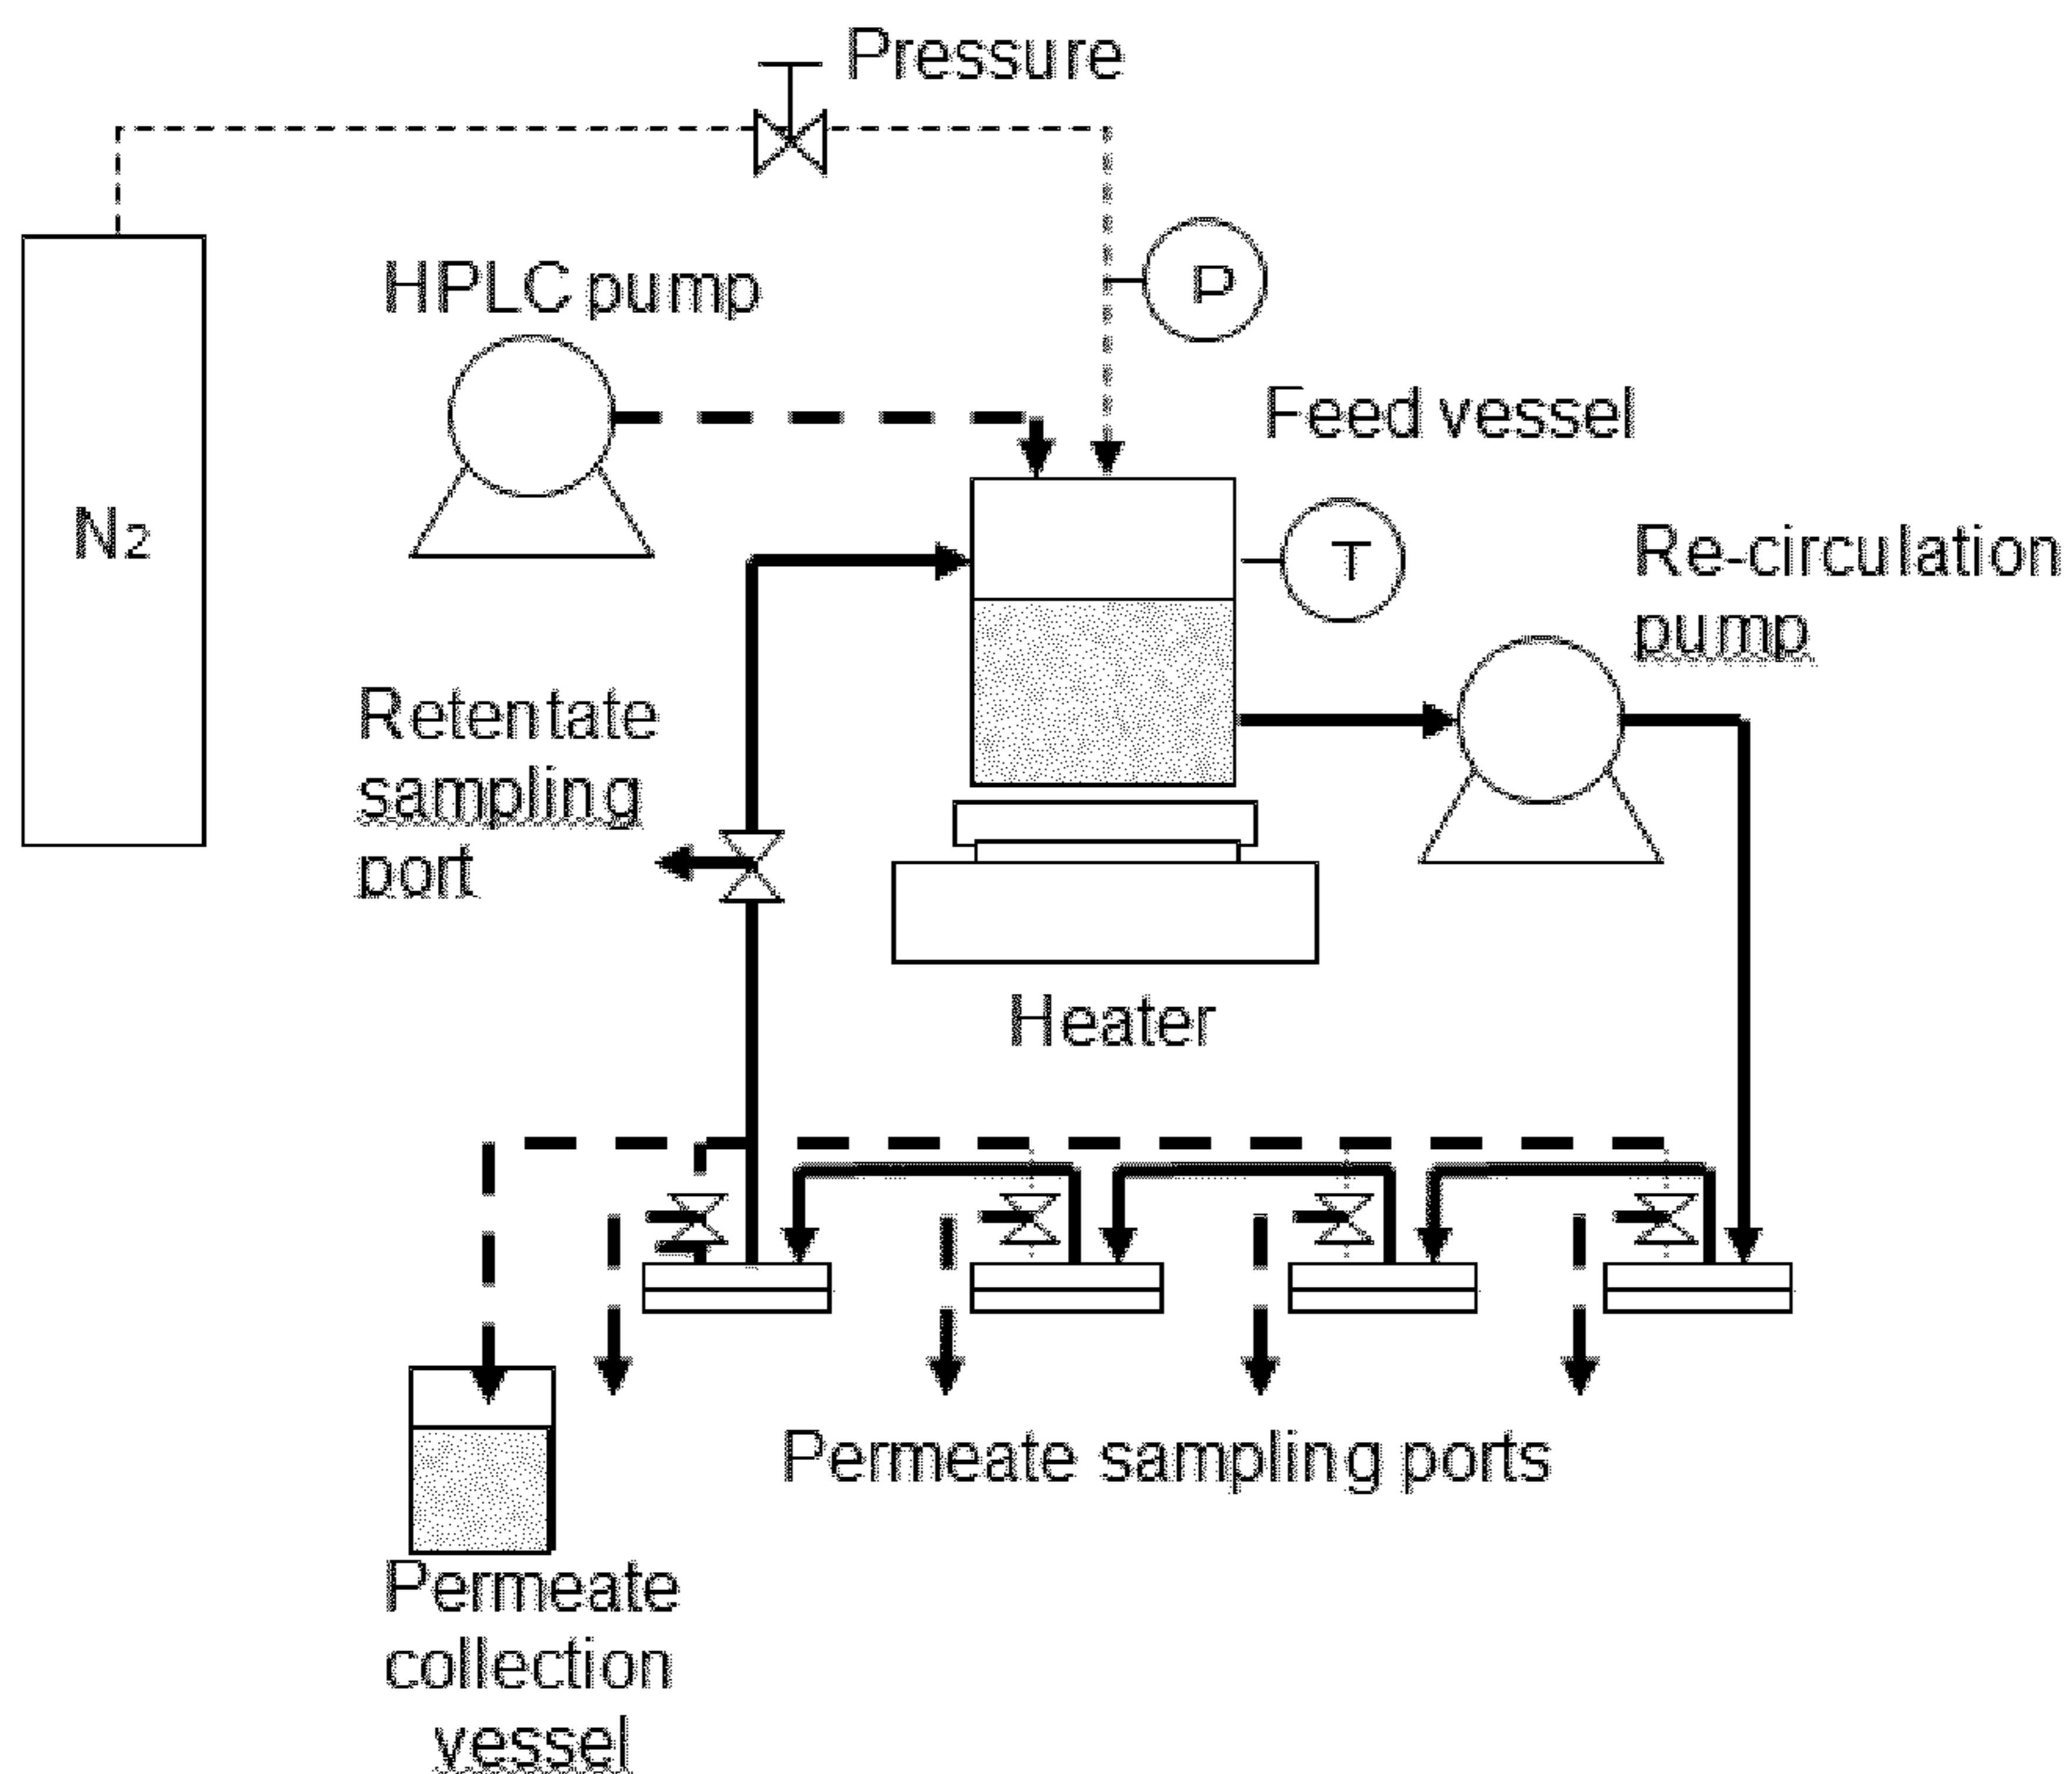 Pressure
P
HPLC pump
Feed vessel
N2
T
Re-circulation
pump
Retentate
sampling
port
Heater
Permeate sampling ports
Permeate
collection
vessel